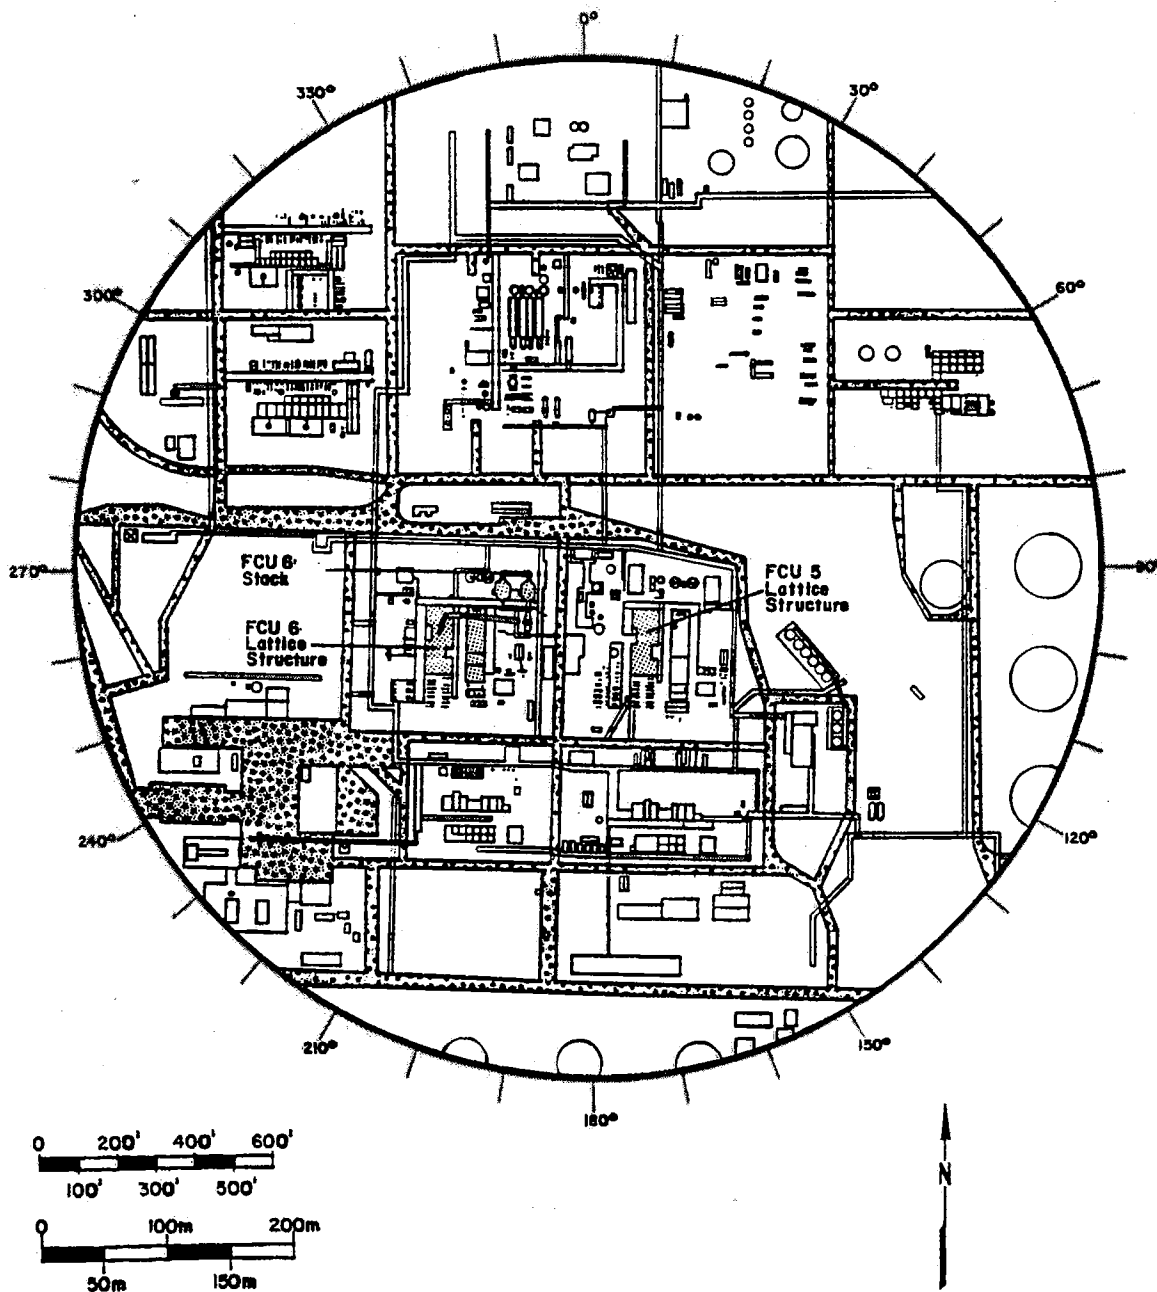 0°
330°
30°
300°
60°
FCU 6
Stack
FCU 5
Lattice
Structure
270°
90°
FCU 6
Lattice
Structure
240°
120°
210°
150°
180°
0 200' 400' 600'
100' 300' 500'
N
0 100m 200m
50m 150m